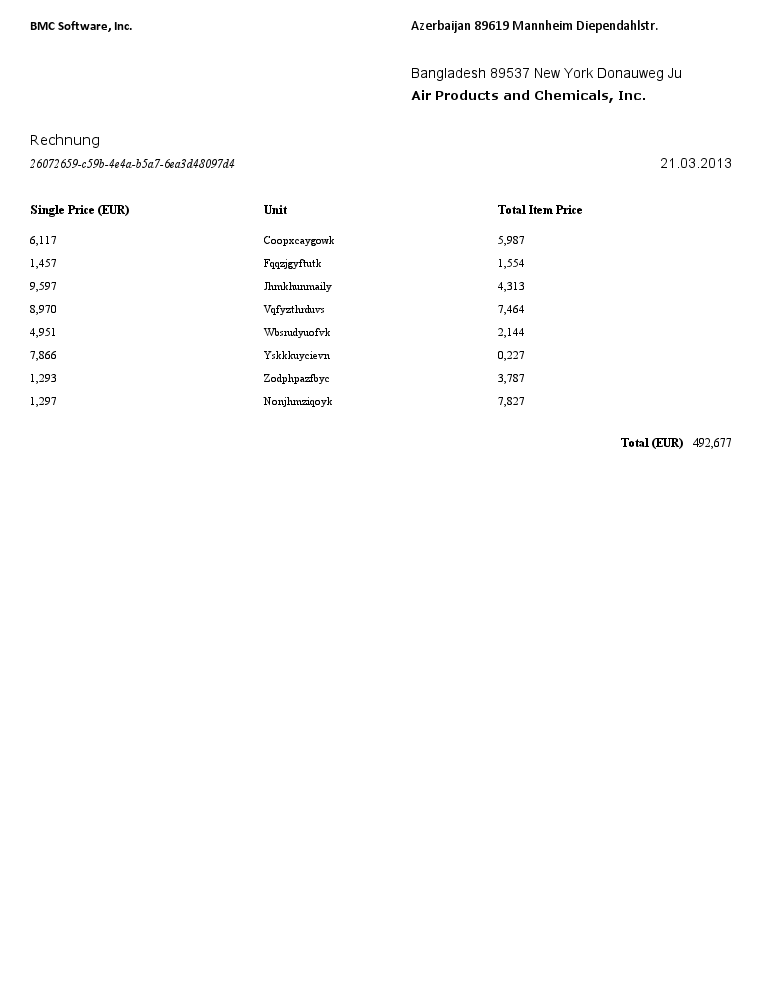 BMC Software, Inc. Azerbaijan 89619 Mannheim Diependahlstr.
Bangladesh 89537 New York Donauweg Ju
Air Products and Chemicals, Inc.
Rechnung
26072659-c59b-4e4a-b5a7-6ea3d48097d4 21.03.2013
Single Price (EUR) Unit Total Item Price
6,117 Coopxcaygowk 5,987
1,457 Fqqzjgyftutk 1,554
9,597 Jhmkhunmaily 4,313
8,970 Vqfyzthrduvs 7,464
4,951 Wbsrudyuofvk 2,144
7,866 Yskkkuycievn 0,227
1,293 Zodphpazfbyc 3,787
1,297 Nonjhmziqoyk 7,827
Total (EUR) 492,677